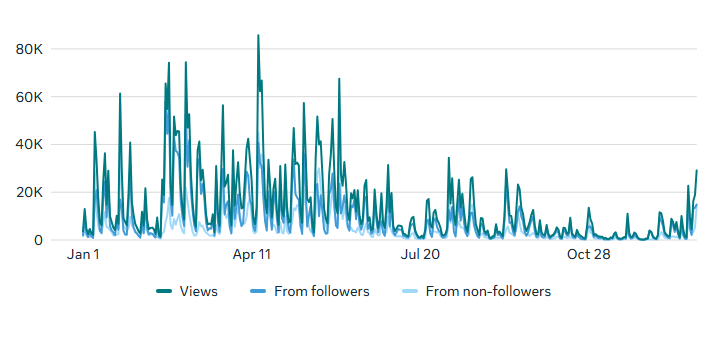 80K
60K
40K
20K
0
Jan 1 Apr 11 Jul 20 Oct 28
Views From followers From non-followers